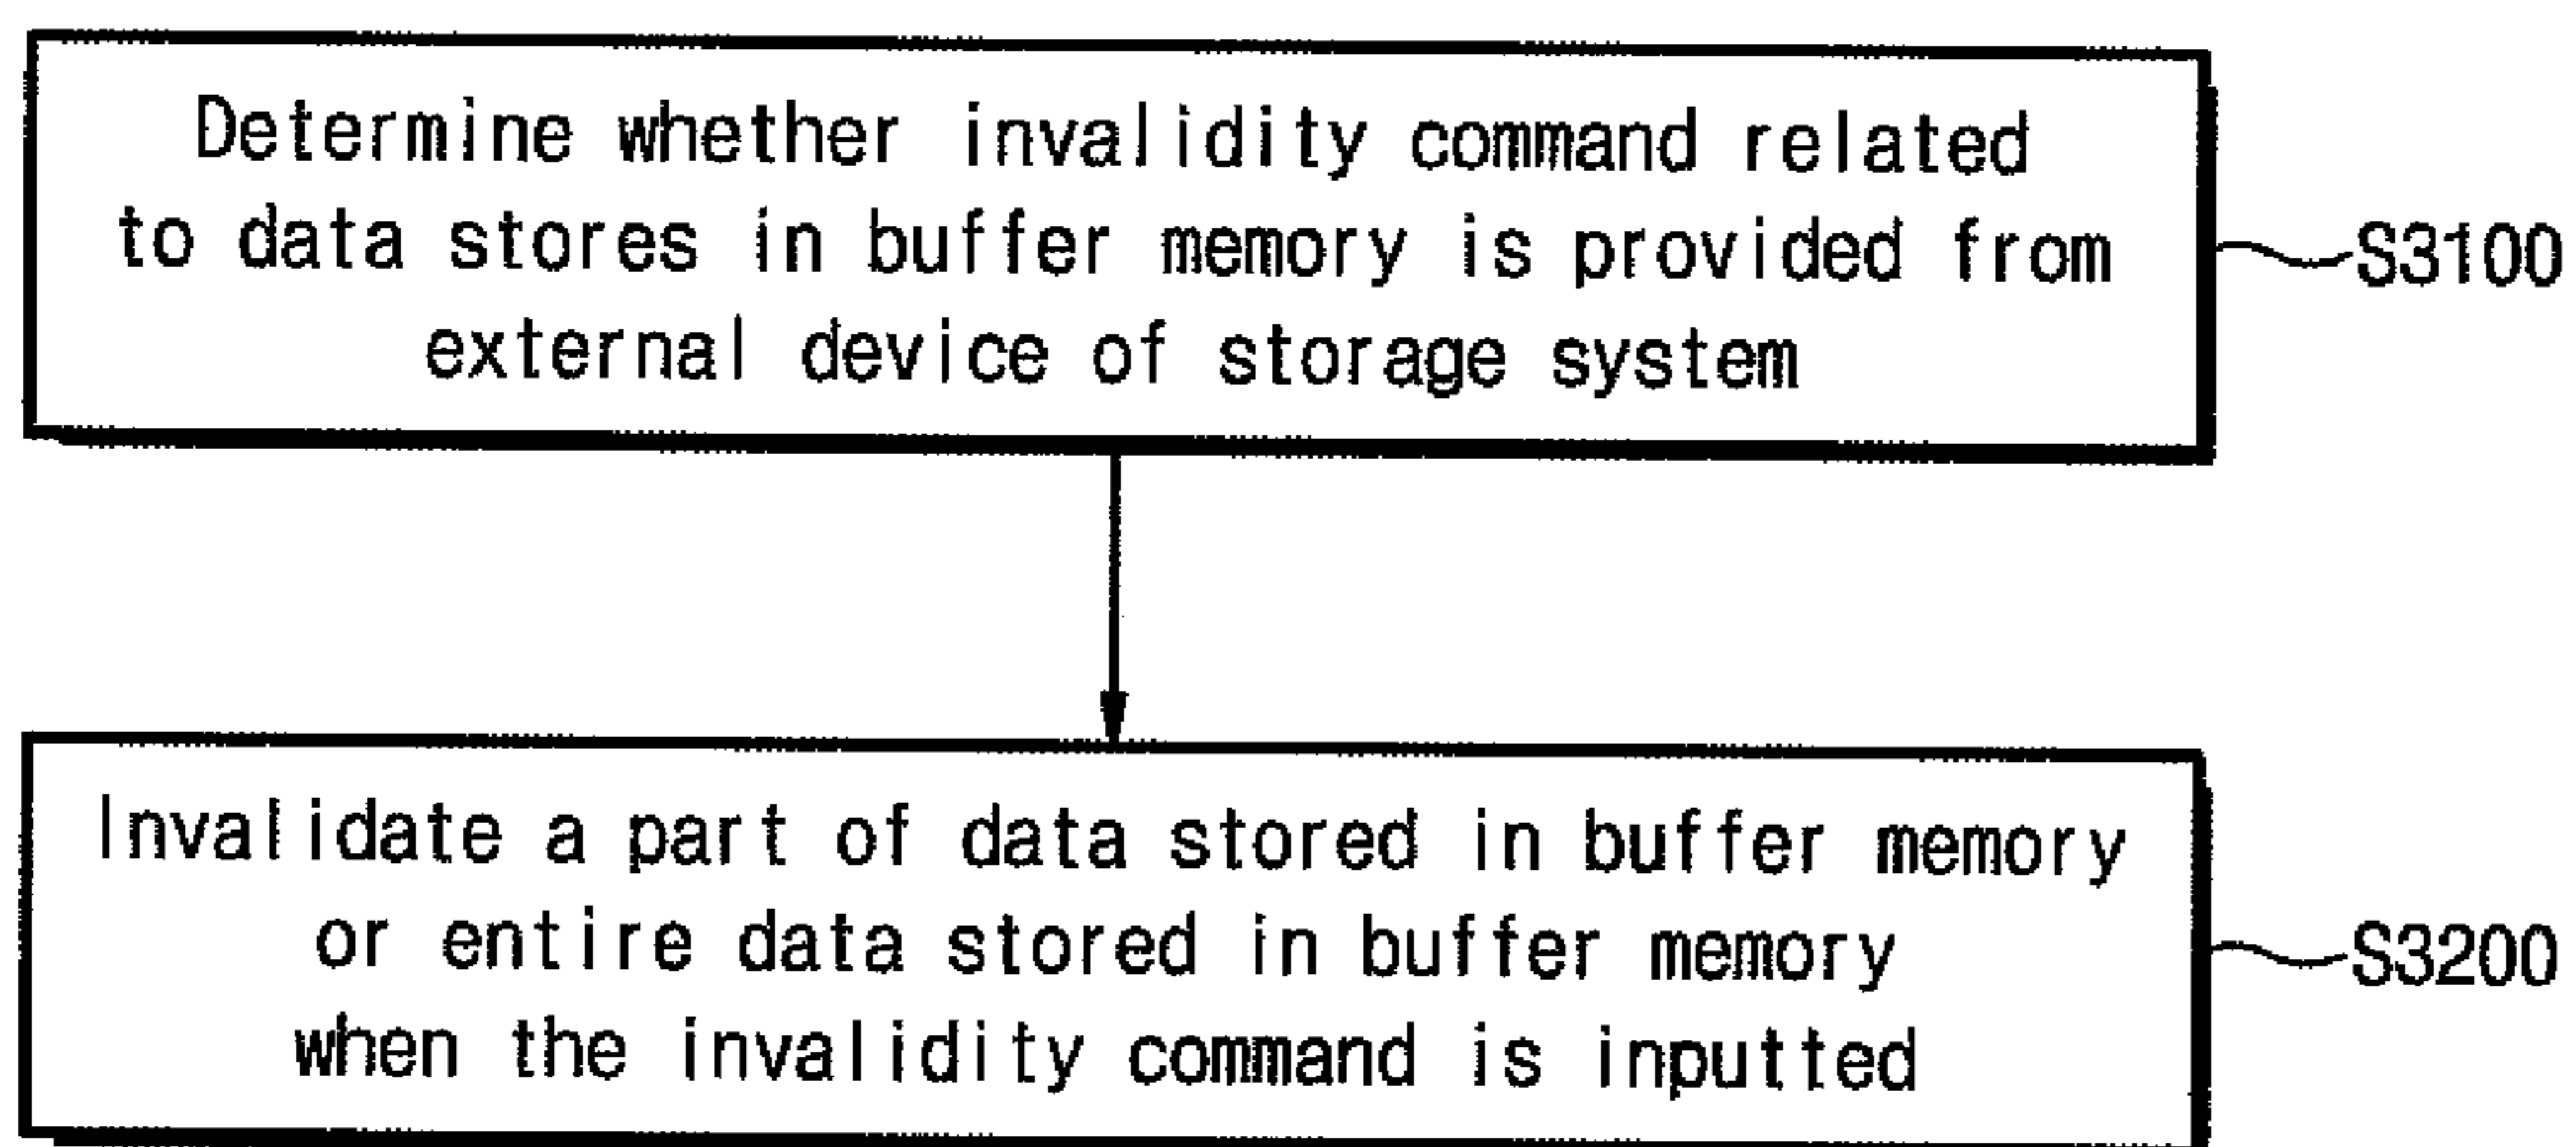 Determine whether invalidity command related
to data stores in buffer memory is provided from
external device of storage system
S3100
Invalidate a part of data stored in buffer memory
or entire data stored in buffer memory
when the invalidity command is inputted
S3200